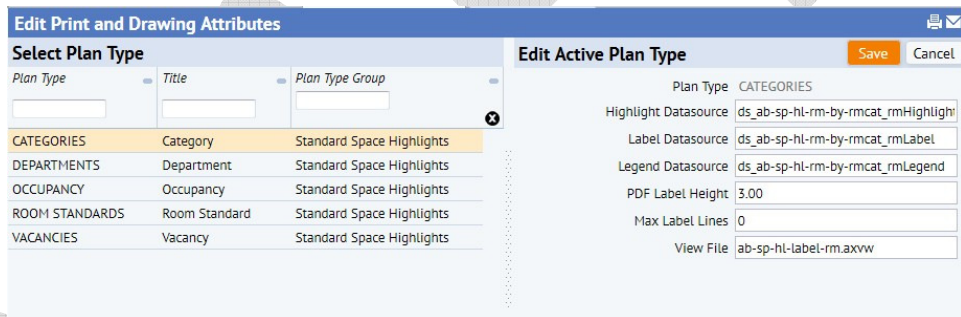 Edit Print and Drawing Attributes
Select Plan Type
Plan Type Title Plan Type Group
CATEGORIES Category Standard Space Highlights
DEPARTMENTS Department Standard Space Highlights
OCCUPANCY Occupancy Standard Space Highlights
ROOM STANDARDS Room Standard Standard Space Highlights
VACANCIES Vacancy Standard Space Highlights
Edit Active Plan Type Save Cancel
Plan Type CATEGORIES
Highlight Datasource ds_ab-sp-hl-rm-by-rmcat_rmHighlight
Label Datasource ds_ab-sp-hl-rm-by-rmcat_rmLabel
Legend Datasource ds_ab-sp-hl-rm-by-rmcat_rmLegend
PDF Label Height 3.00
Max Label Lines 0
View File ab-sp-hl-label-rm.axvw